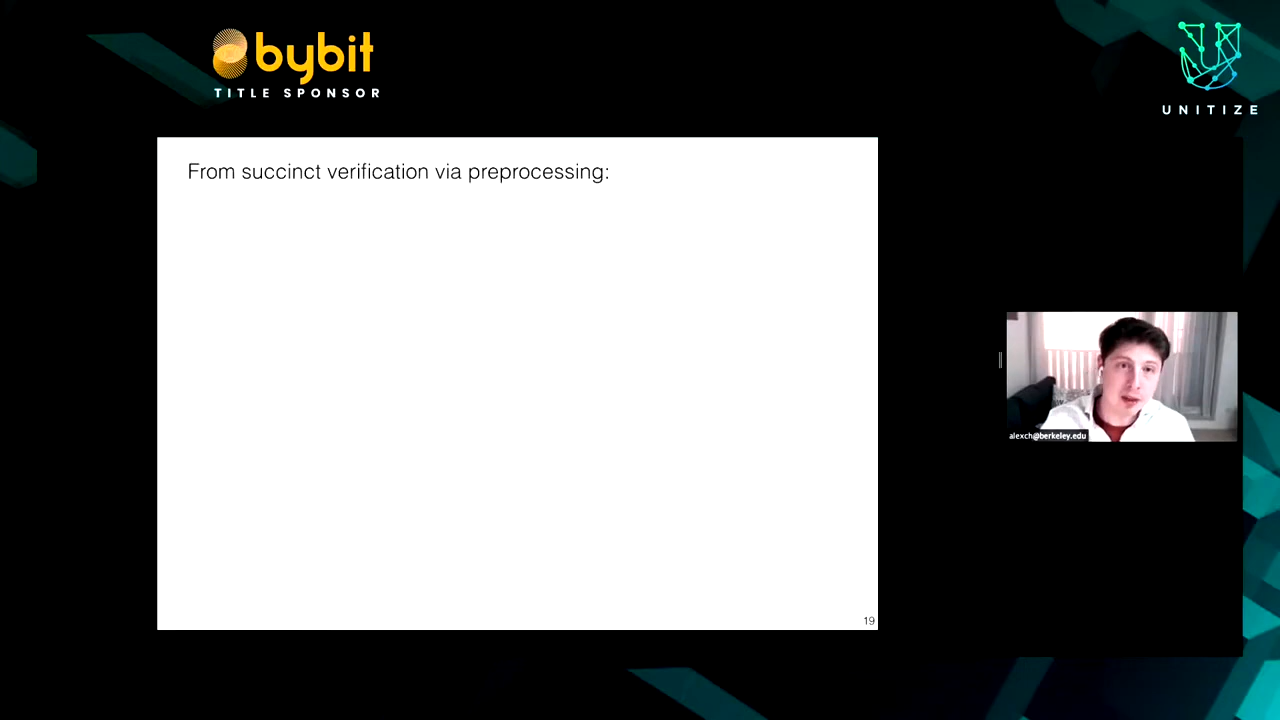 bybit
TITLE SPONSOR
UNITIZE
From succinct verification via preprocessing:
alexch@berkeley.edu
19